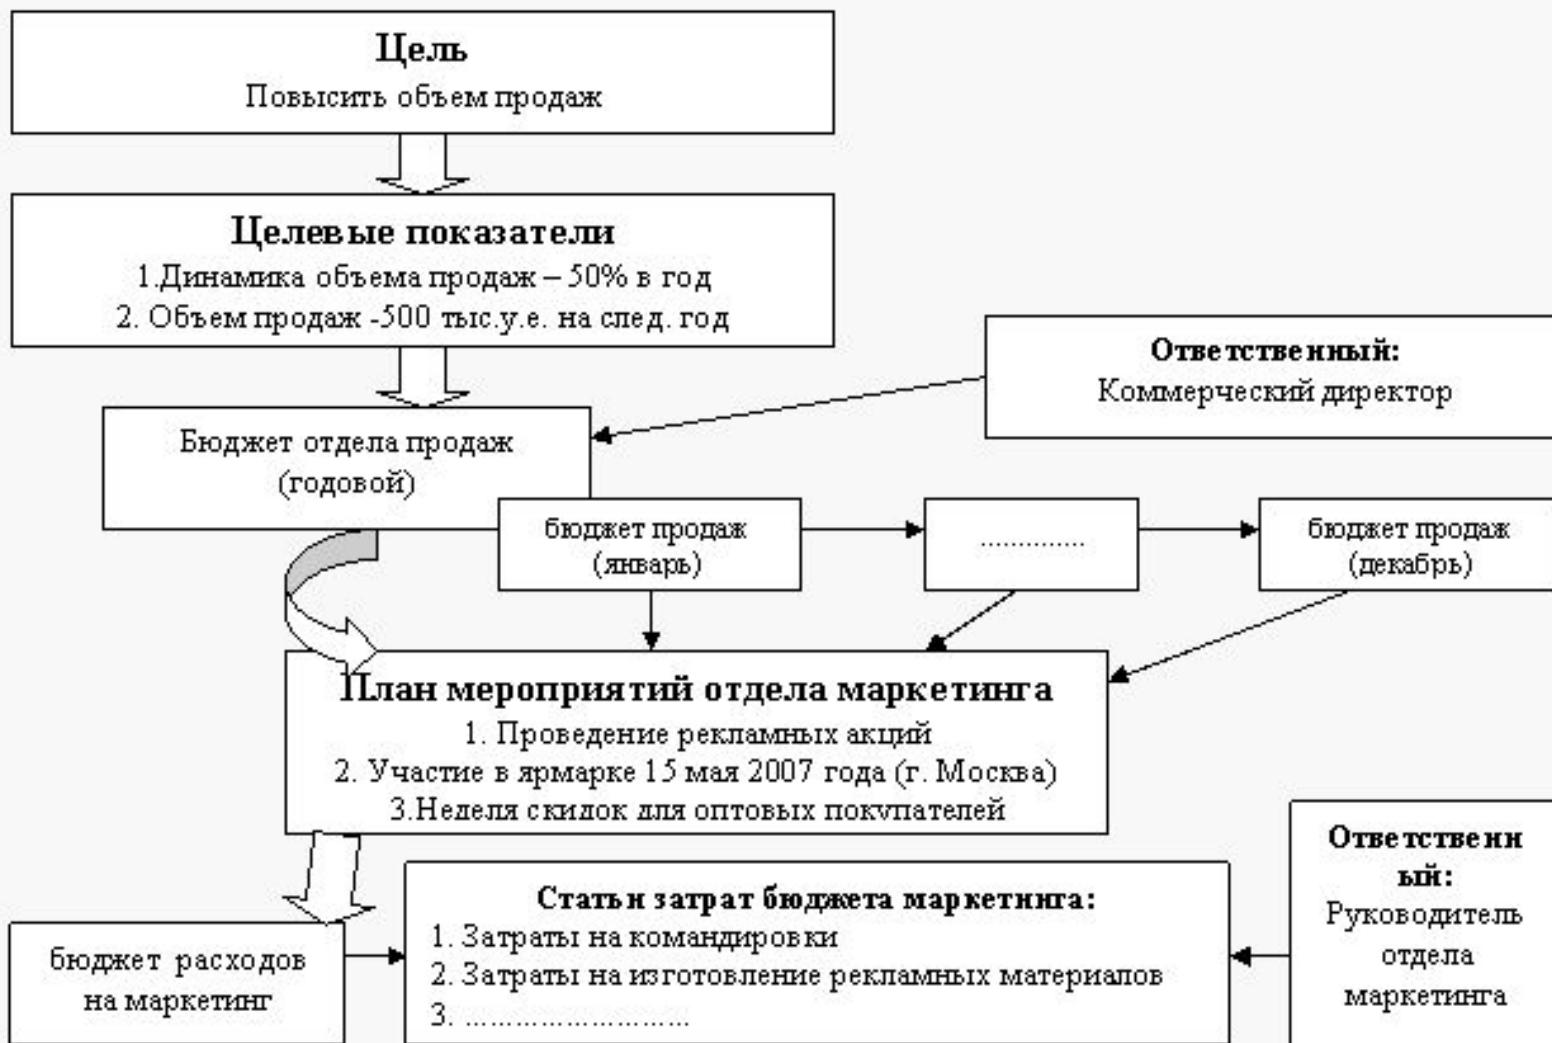 Цель
Повысить объем продаж
Целевые показатели
1.Динамика объема продаж – 50% в год
2. Объем продаж -500 тыс.у.е. на след. год
Ответственный:
Коммерческий директор
Бюджет отдела продаж
(годовой)
бюджет продаж
(январь)
..............
бюджет продаж
(декабрь)
План мероприятий отдела маркетинга
1. Проведение рекламных акций
2. Участие в ярмарке 15 мая 2007 года (г. Москва)
3.Неделя скидок для оптовых покупателей
бюджет расходов
на маркетинг
Статьи затрат бюджета маркетинга:
1. Затраты на командировки
2. Затраты на изготовление рекламных материалов
3. ..............................
Ответственн
ый:
Руководитель
отдела
маркетинга